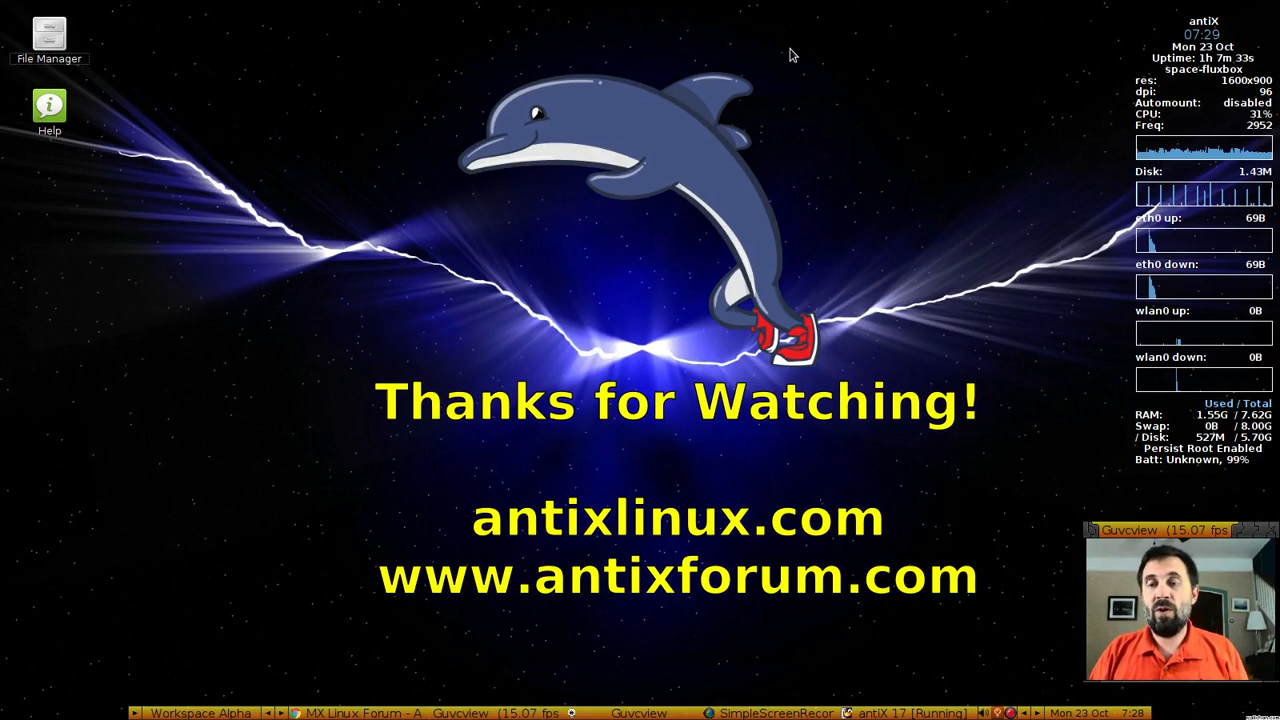 File Manager
Help
antiX
07:29
Mon 23 Oct
Uptime: 1h 7m 33s
space-fluxbox
res: 1600x900
dpi: 96
Automount: disabled
CPU: 31%
Freq: 2952
Disk: 1.43M
eth0 up: 69B
eth0 down: 69B
wlan0 up: 0B
wlan0 down: 0B
Used / Total
RAM: 1.55G / 7.62G
Swap: 0B / 8.00G
/ Disk: 527M / 5.70G
Persist Root Enabled
Batt: Unknown, 99%
Thanks for Watching!
antixlinux.com
www.antixforum.com
Guvcview (15.07 fps
Workspace Alpha MX Linux Forum - A Guvcview (15.07 fps Guvcview SimpleScreenRecor antiX 17 [Running] Mon 23 Oct 7:28